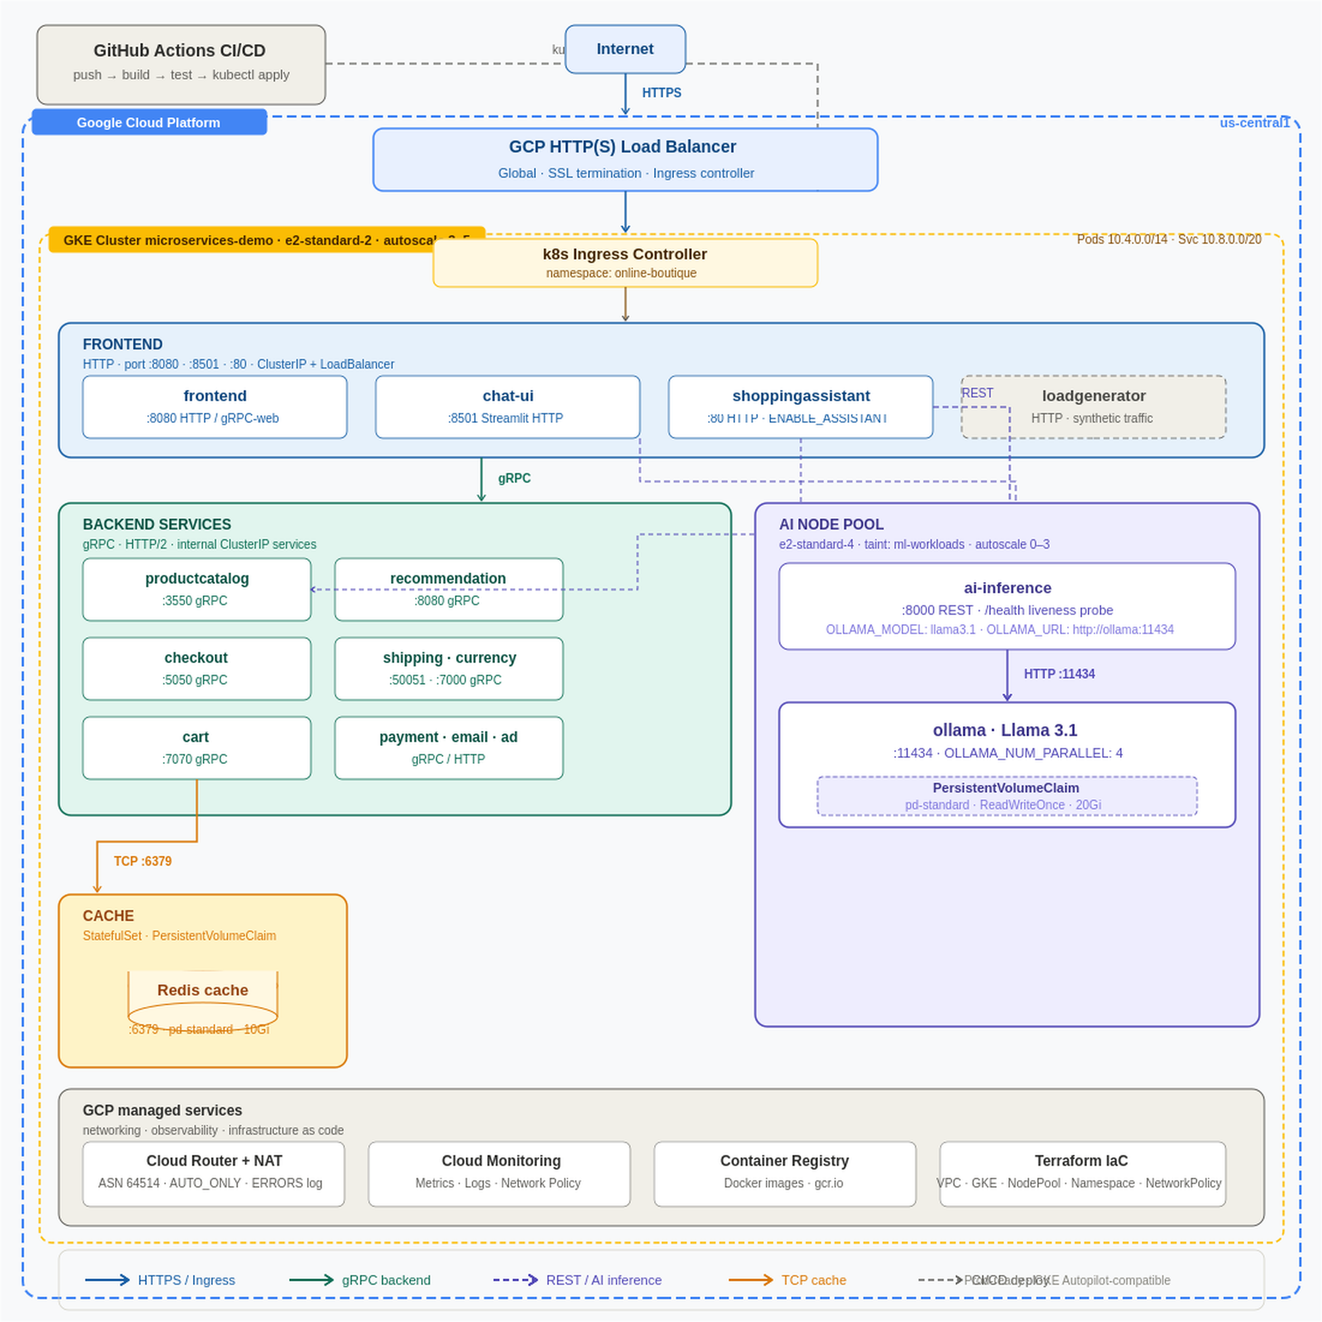 GitHub Actions CI/CD
push → build → test → kubectl apply
ku
Internet
HTTPS
Google Cloud Platform
us-central1
GCP HTTP(S) Load Balancer
Global · SSL termination · Ingress controller
GKE Cluster microservices-demo · e2-standard-2 ·
Pods 10.4.0.0/14 · Svc 10.8.0.0/20
k8s Ingress Controller
namespace: online-boutique
FRONTEND
HTTP · port :8080 · :8501 · :80 · ClusterIP + LoadBalancer
frontend
:8080 HTTP / gRPC-web
chat-ui
:8501 Streamlit HTTP
shoppingassistant
:80 HTTP · ENABLE_ASSISTANT
REST
loadgenerator
HTTP · synthetic traffic
gRPC
BACKEND SERVICES
gRPC · HTTP/2 · internal ClusterIP services
productcatalog
:3550 gRPC
recommendation
:8080 gRPC
checkout
:5050 gRPC
shipping · currency
:50051 · :7000 gRPC
cart
:7070 gRPC
payment · email · ad
gRPC / HTTP
AI NODE POOL
e2-standard-4 · taint: ml-workloads · autoscale 0–3
ai-inference
:8000 REST · /health liveness probe
OLLAMA_MODEL: llama3.1 · OLLAMA_URL: http://ollama:11434
HTTP :11434
ollama · Llama 3.1
:11434 · OLLAMA_NUM_PARALLEL: 4
PersistentVolumeClaim
pd-standard · ReadWriteOnce · 20Gi
TCP :6379
CACHE
StatefulSet · PersistentVolumeClaim
Redis cache
:6379 · pd-standard · 10Gi
GCP managed services
networking · observability · infrastructure as code
Cloud Router + NAT
ASN 64514 · AUTO_ONLY · ERRORS log
Cloud Monitoring
Metrics · Logs · Network Policy
Container Registry
Docker images · gcr.io
Terraform IaC
VPC · GKE · NodePool · Namespace · NetworkPolicy
HTTPS / Ingress
gRPC backend
REST / AI inference
TCP cache
CI/CD deploy
GKE Autopilot-compatible